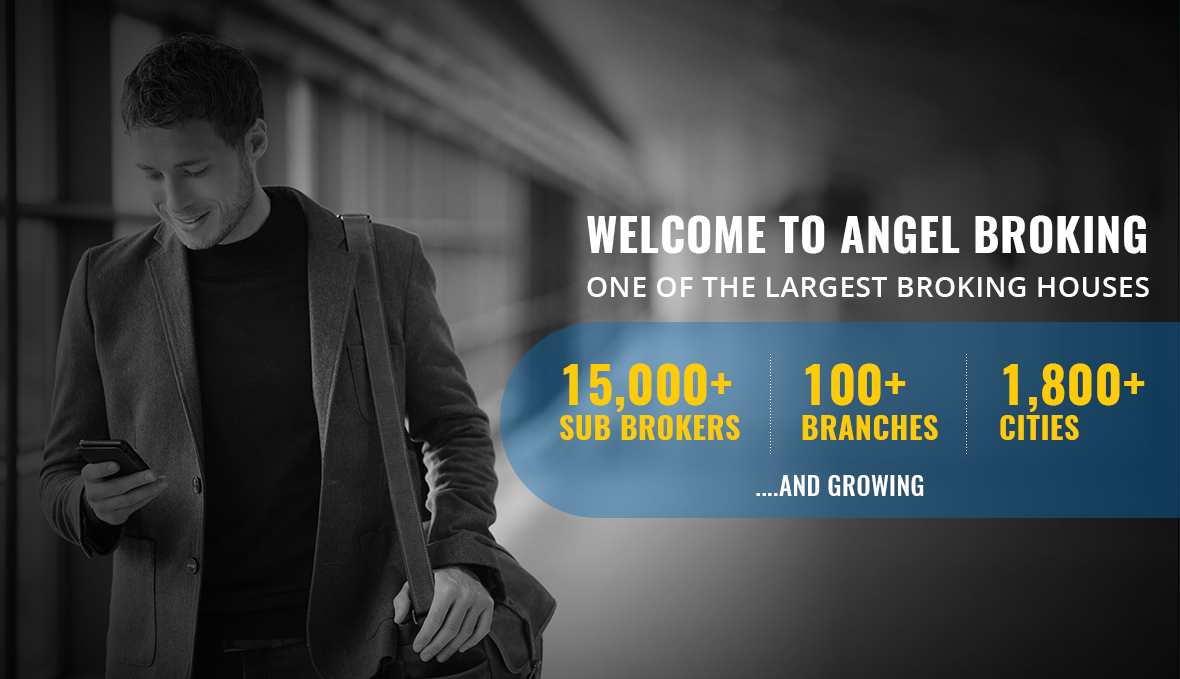 WELCOME TO ANGEL BROKING
ONE OF THE LARGEST BROKING HOUSES
15,000+
SUB BROKERS
100+
BRANCHES
1,800+
CITIES
....AND GROWING